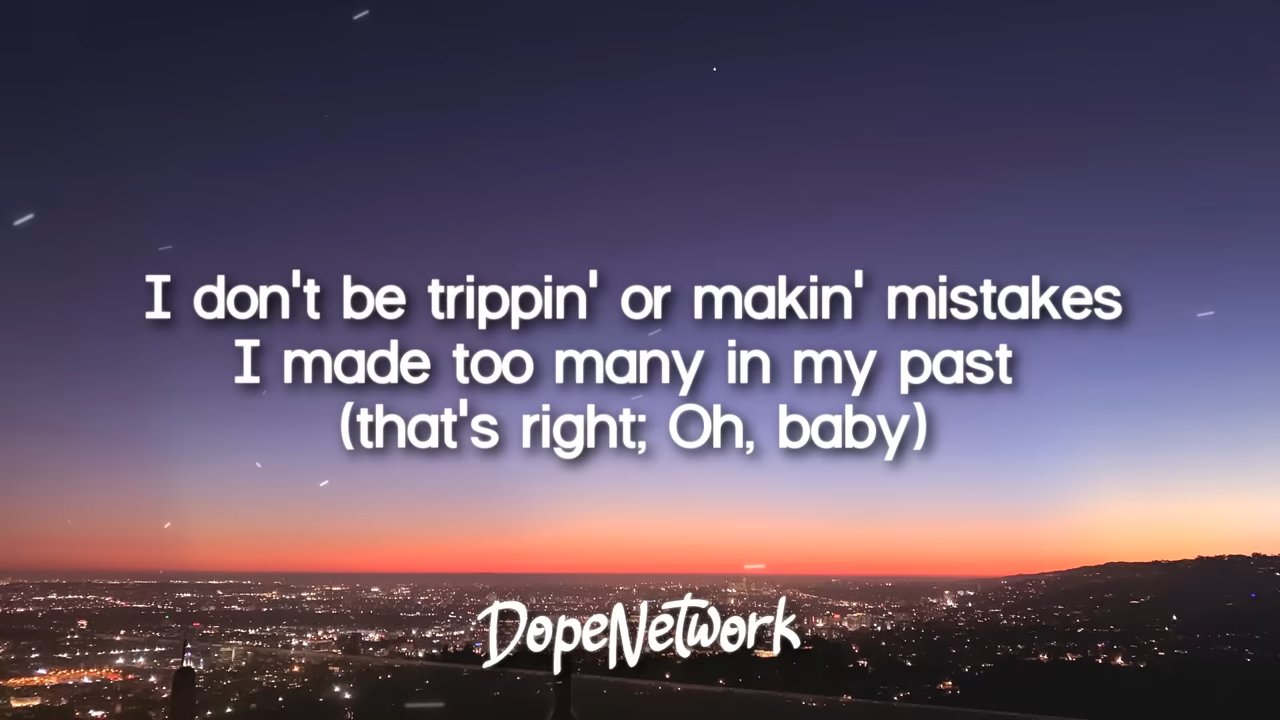 I don't be trippin' or makin' mistakes
I made too many in my past
(that's right; Oh, baby)
DopeNetwork